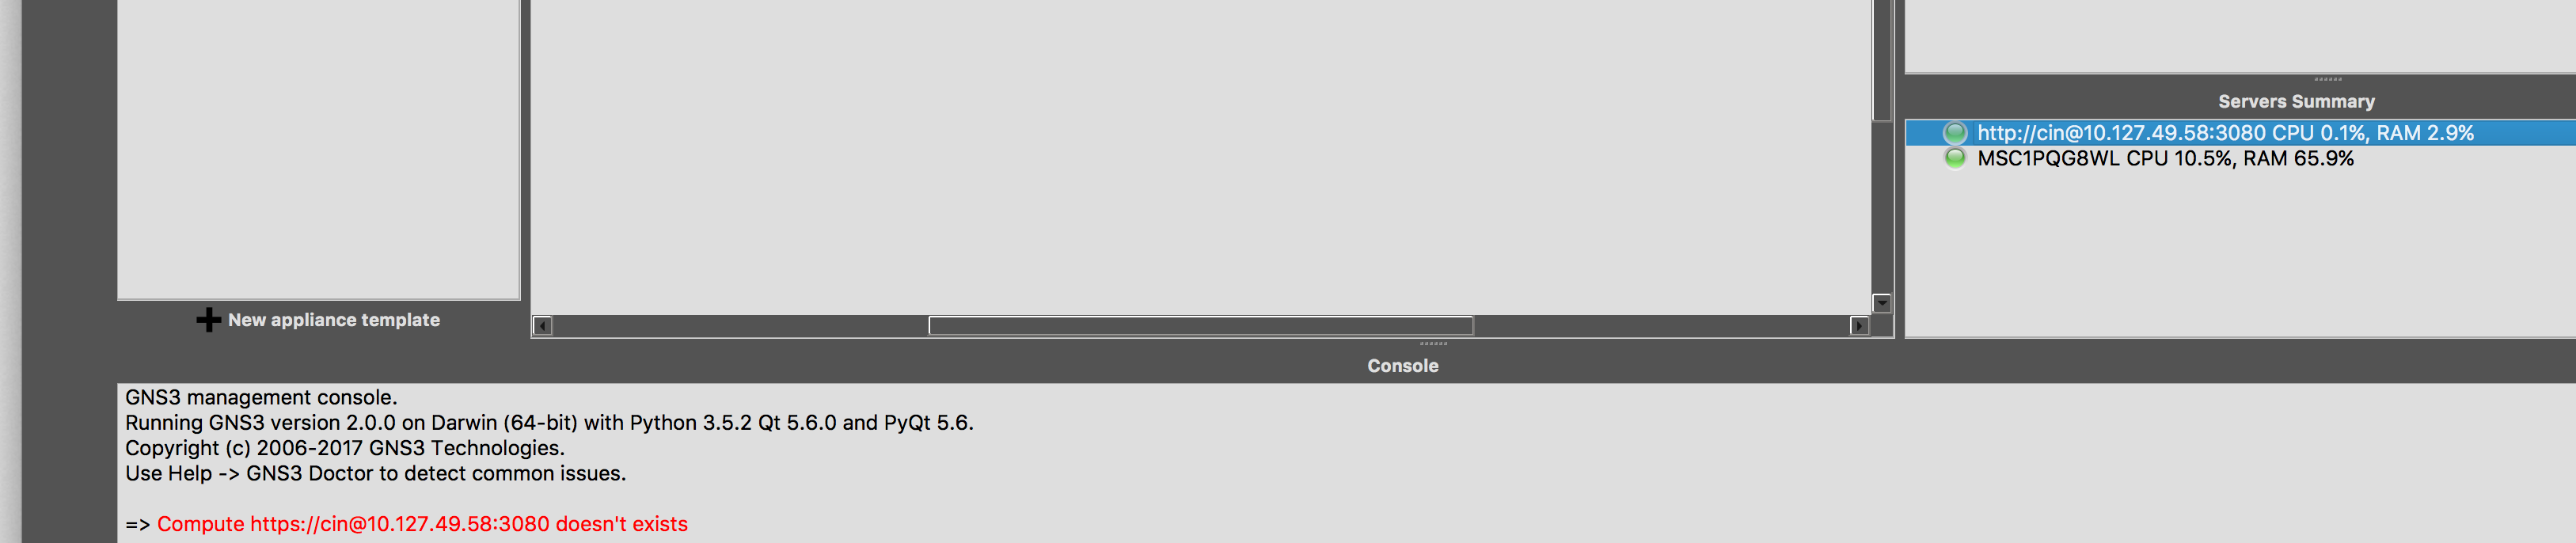 Servers Summary
http://cin@10.127.49.58:3080 CPU 0.1%, RAM 2.9%
MSC1PQG8WL CPU 10.5%, RAM 65.9%
New appliance template
Console
GNS3 management console.
Running GNS3 version 2.0.0 on Darwin (64-bit) with Python 3.5.2 Qt 5.6.0 and PyQt 5.6.
Copyright (c) 2006-2017 GNS3 Technologies.
Use Help -> GNS3 Doctor to detect common issues.
=> Compute https://cin@10.127.49.58:3080 doesn't exists